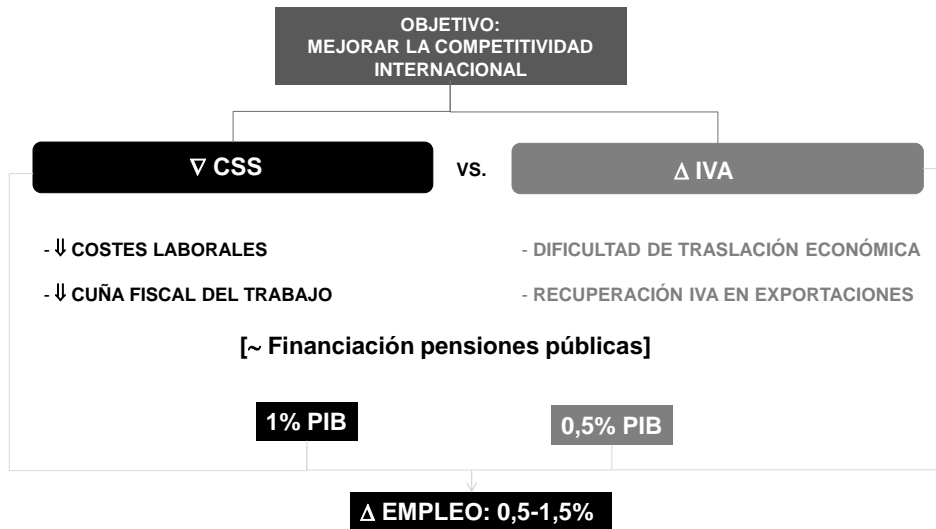 OBJETIVO:
MEJORAR LA COMPETITIVIDAD
INTERNACIONAL
∇ CSS
VS.
Δ IVA
- ⇓ COSTES LABORALES
- DIFICULTAD DE TRASLACIÓN ECONÓMICA
- ⇓ CUÑA FISCAL DEL TRABAJO
- RECUPERACIÓN IVA EN EXPORTACIONES
[~ Financiación pensiones públicas]
1% PIB
0,5% PIB
Δ EMPLEO: 0,5-1,5%